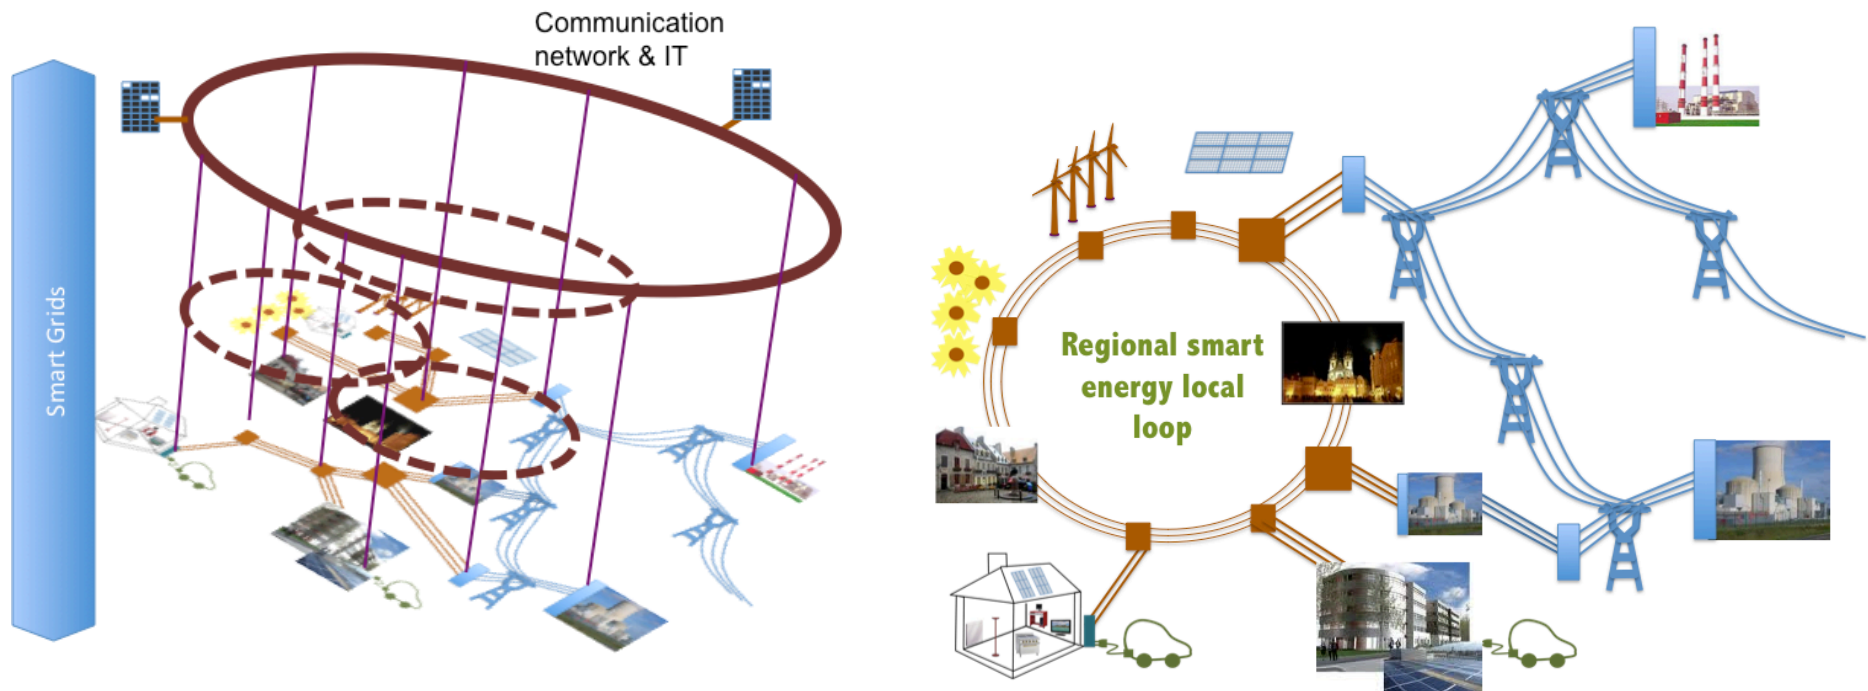 Communication
network & IT
Smart Grids
Regional smart
energy local
loop